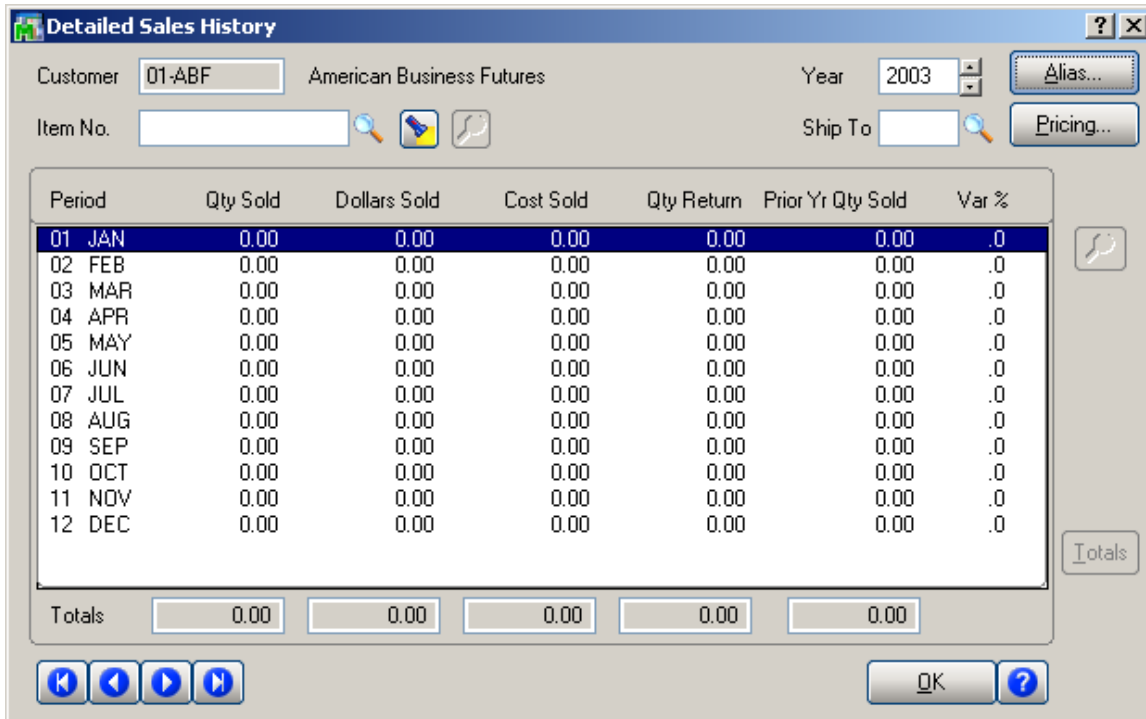 Detailed Sales History
Customer 01-ABF American Business Futures Year 2003 Alias...
Item No. Ship To Pricing...
Period Qty Sold Dollars Sold Cost Sold Qty Return Prior Yr Qty Sold Var %
01 JAN 0.00 0.00 0.00 0.00 0.00 .0
02 FEB 0.00 0.00 0.00 0.00 0.00 .0
03 MAR 0.00 0.00 0.00 0.00 0.00 .0
04 APR 0.00 0.00 0.00 0.00 0.00 .0
05 MAY 0.00 0.00 0.00 0.00 0.00 .0
06 JUN 0.00 0.00 0.00 0.00 0.00 .0
07 JUL 0.00 0.00 0.00 0.00 0.00 .0
08 AUG 0.00 0.00 0.00 0.00 0.00 .0
09 SEP 0.00 0.00 0.00 0.00 0.00 .0
10 OCT 0.00 0.00 0.00 0.00 0.00 .0
11 NOV 0.00 0.00 0.00 0.00 0.00 .0
12 DEC 0.00 0.00 0.00 0.00 0.00 .0
Totals
Totals 0.00 0.00 0.00 0.00 0.00
OK